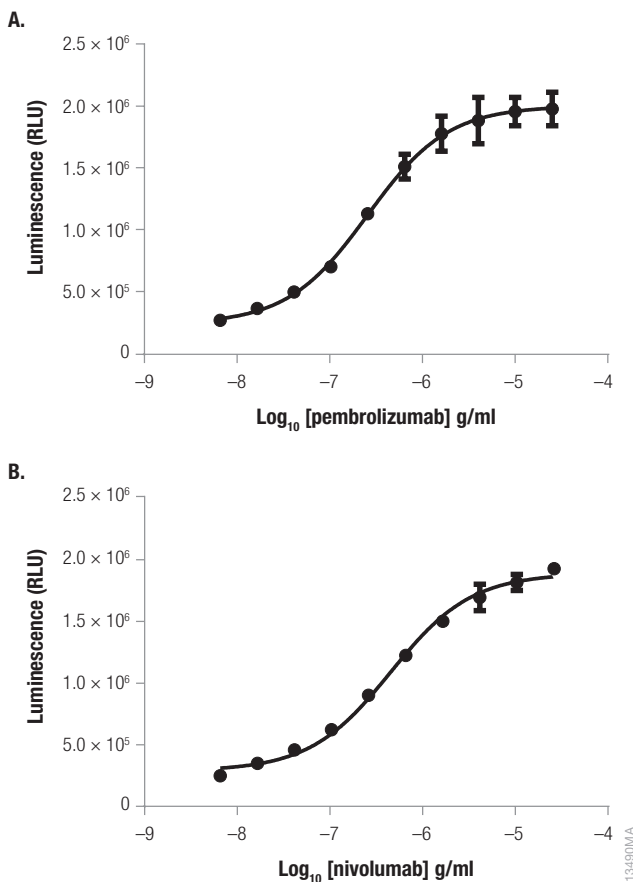 A.
2.5 × 10⁶
2.0 × 10⁶
1.5 × 10⁶
1.0 × 10⁶
5.0 × 10⁵
0
Luminescence (RLU)
–9 –8 –7 –6 –5 –4
Log₁₀ [pembrolizumab] g/ml
B.
2.5 × 10⁶
2.0 × 10⁶
1.5 × 10⁶
1.0 × 10⁶
5.0 × 10⁵
0
Luminescence (RLU)
–9 –8 –7 –6 –5 –4
Log₁₀ [nivolumab] g/ml
13490MA